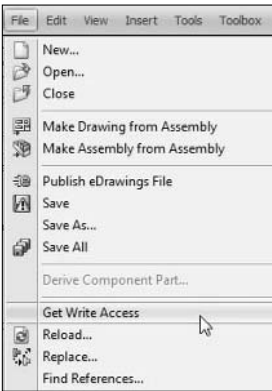 File Edit View Insert Tools Toolbox
New...
Open...
Close
Make Drawing from Assembly
Make Assembly from Assembly
Publish eDrawings File
Save
Save As...
Save All
Derive Component Part...
Get Write Access
Reload...
Replace...
Find References...